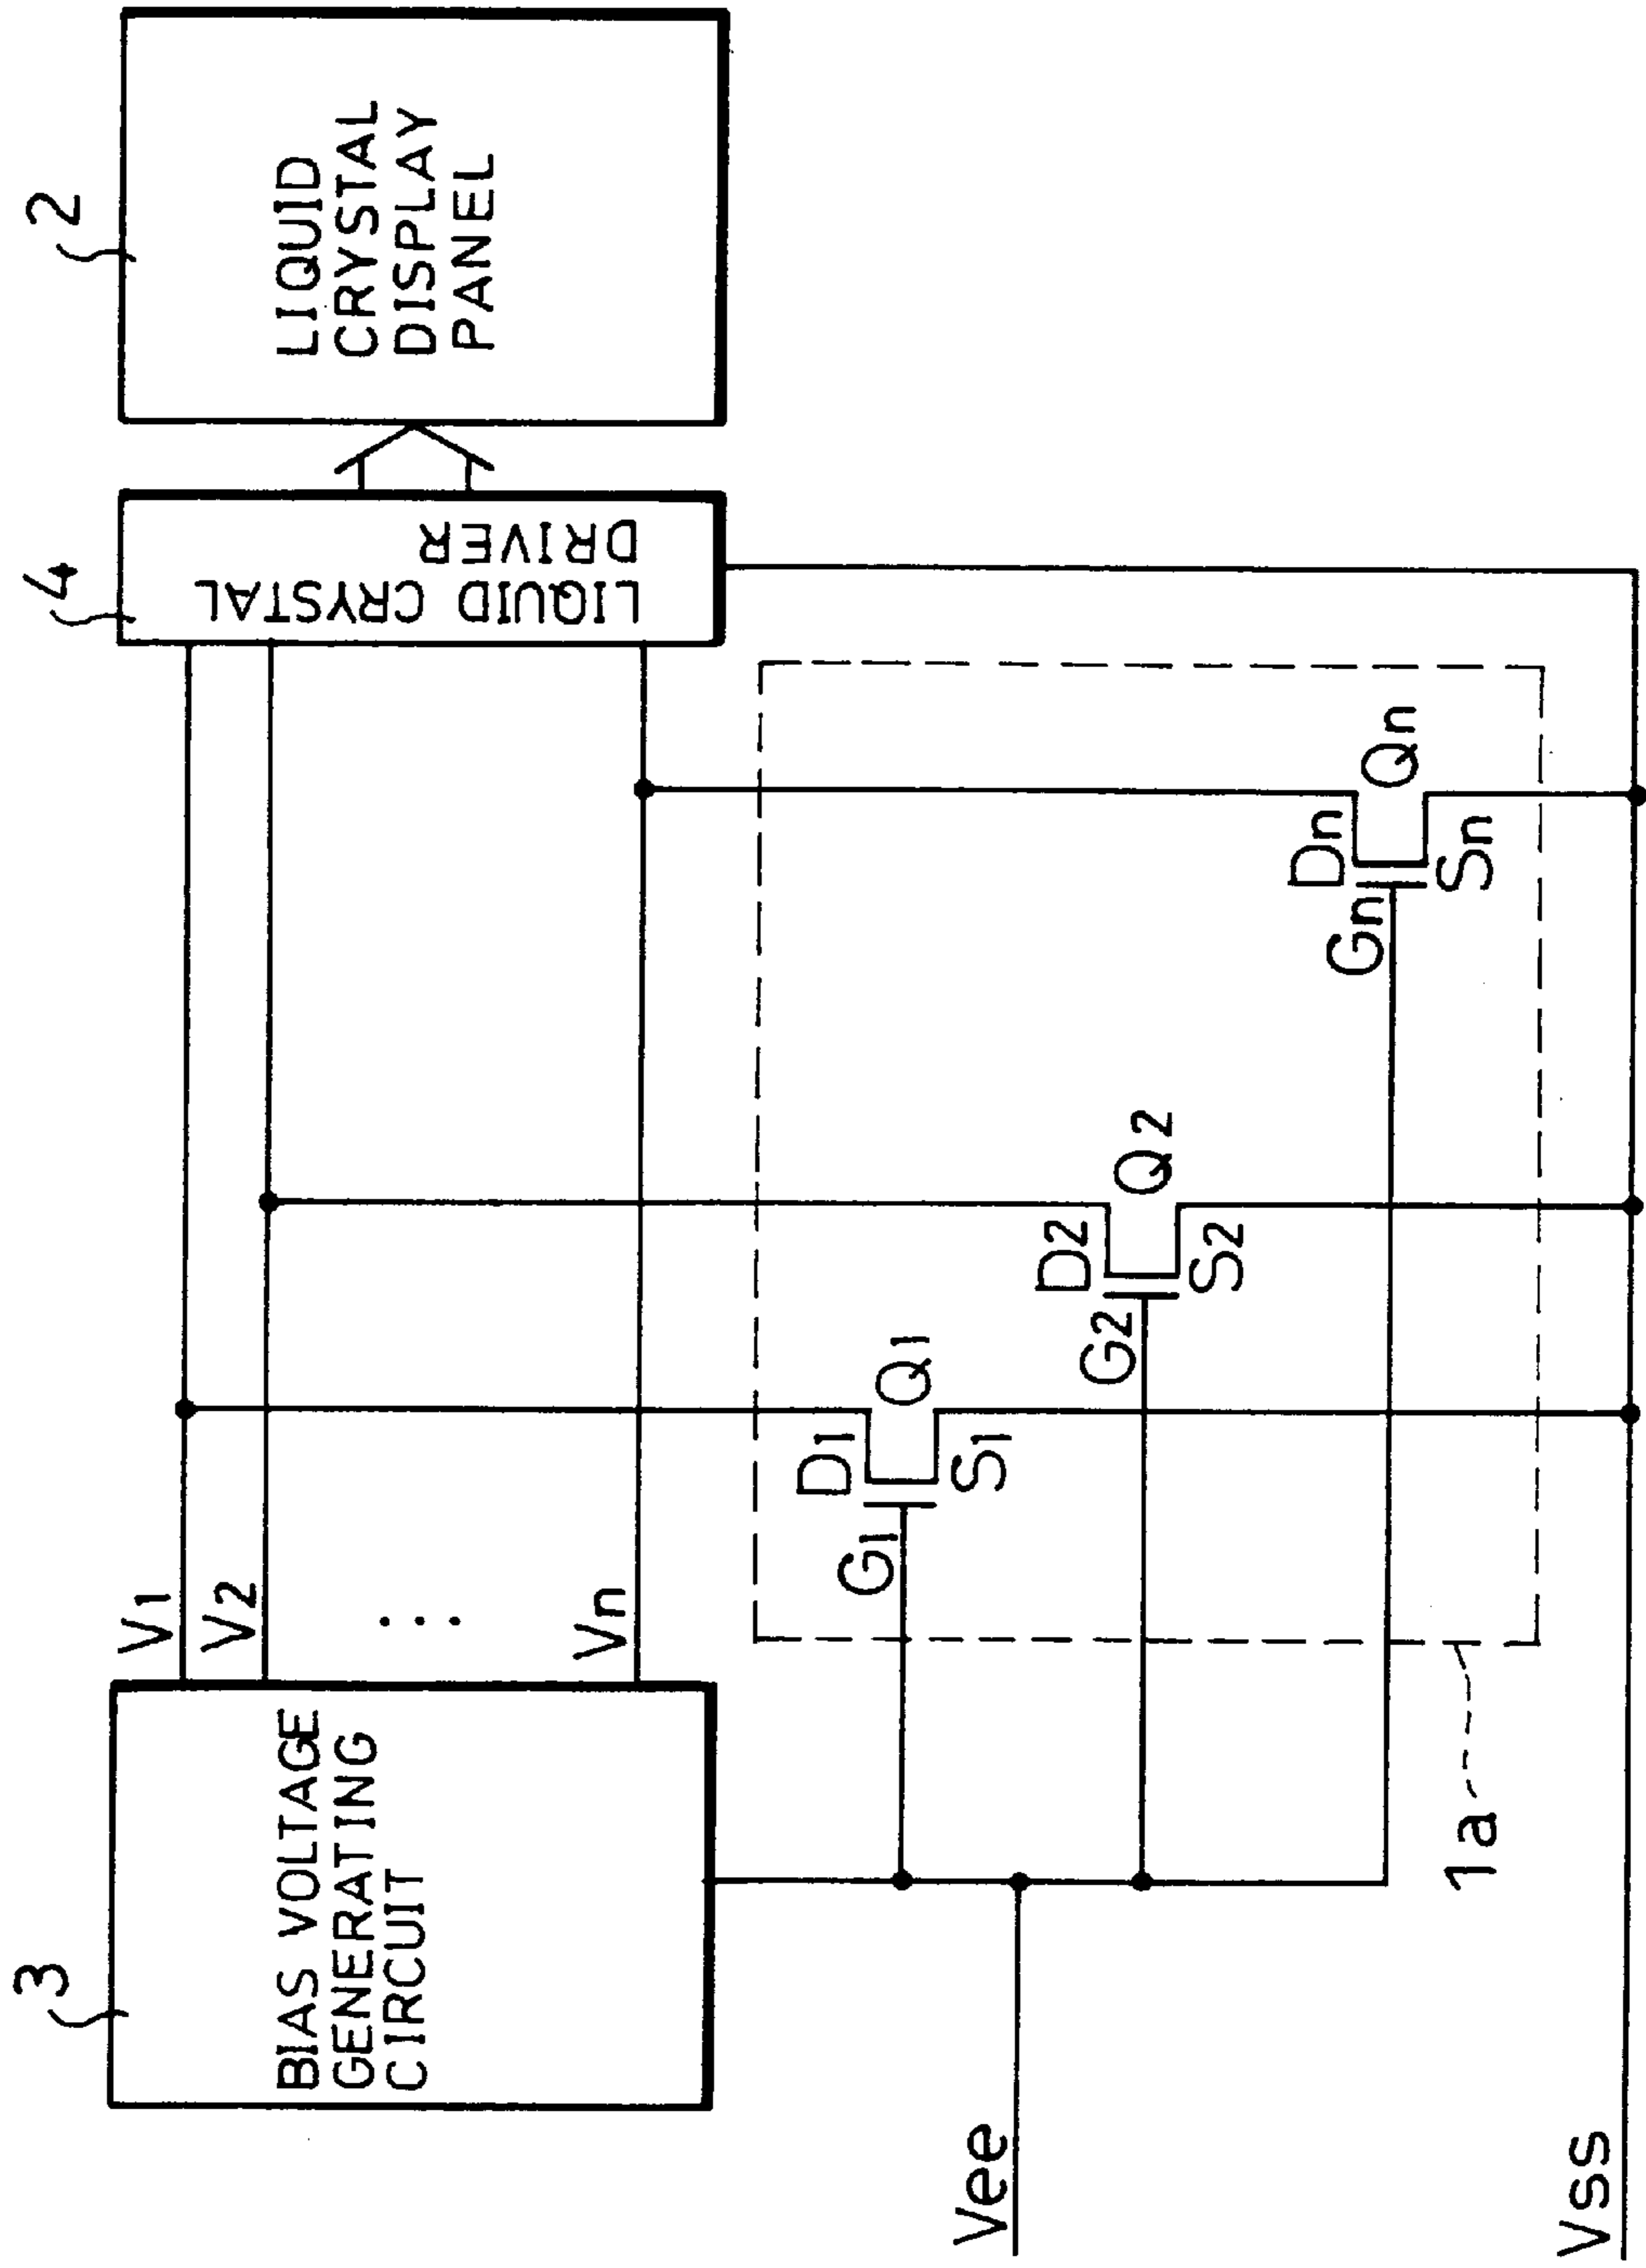 3
BIAS VOLTAGE
GENERATING
CIRCUIT
V1
V2
⋮
Vn
4
LIQUID CRYSTAL
DRIVER
2
LIQUID
CRYSTAL
DISPLAY
PANEL
D1
G1
Q1
S1
D2
G2
Q2
S2
Dn
Gn
Qn
Sn
Vee
1a
Vss